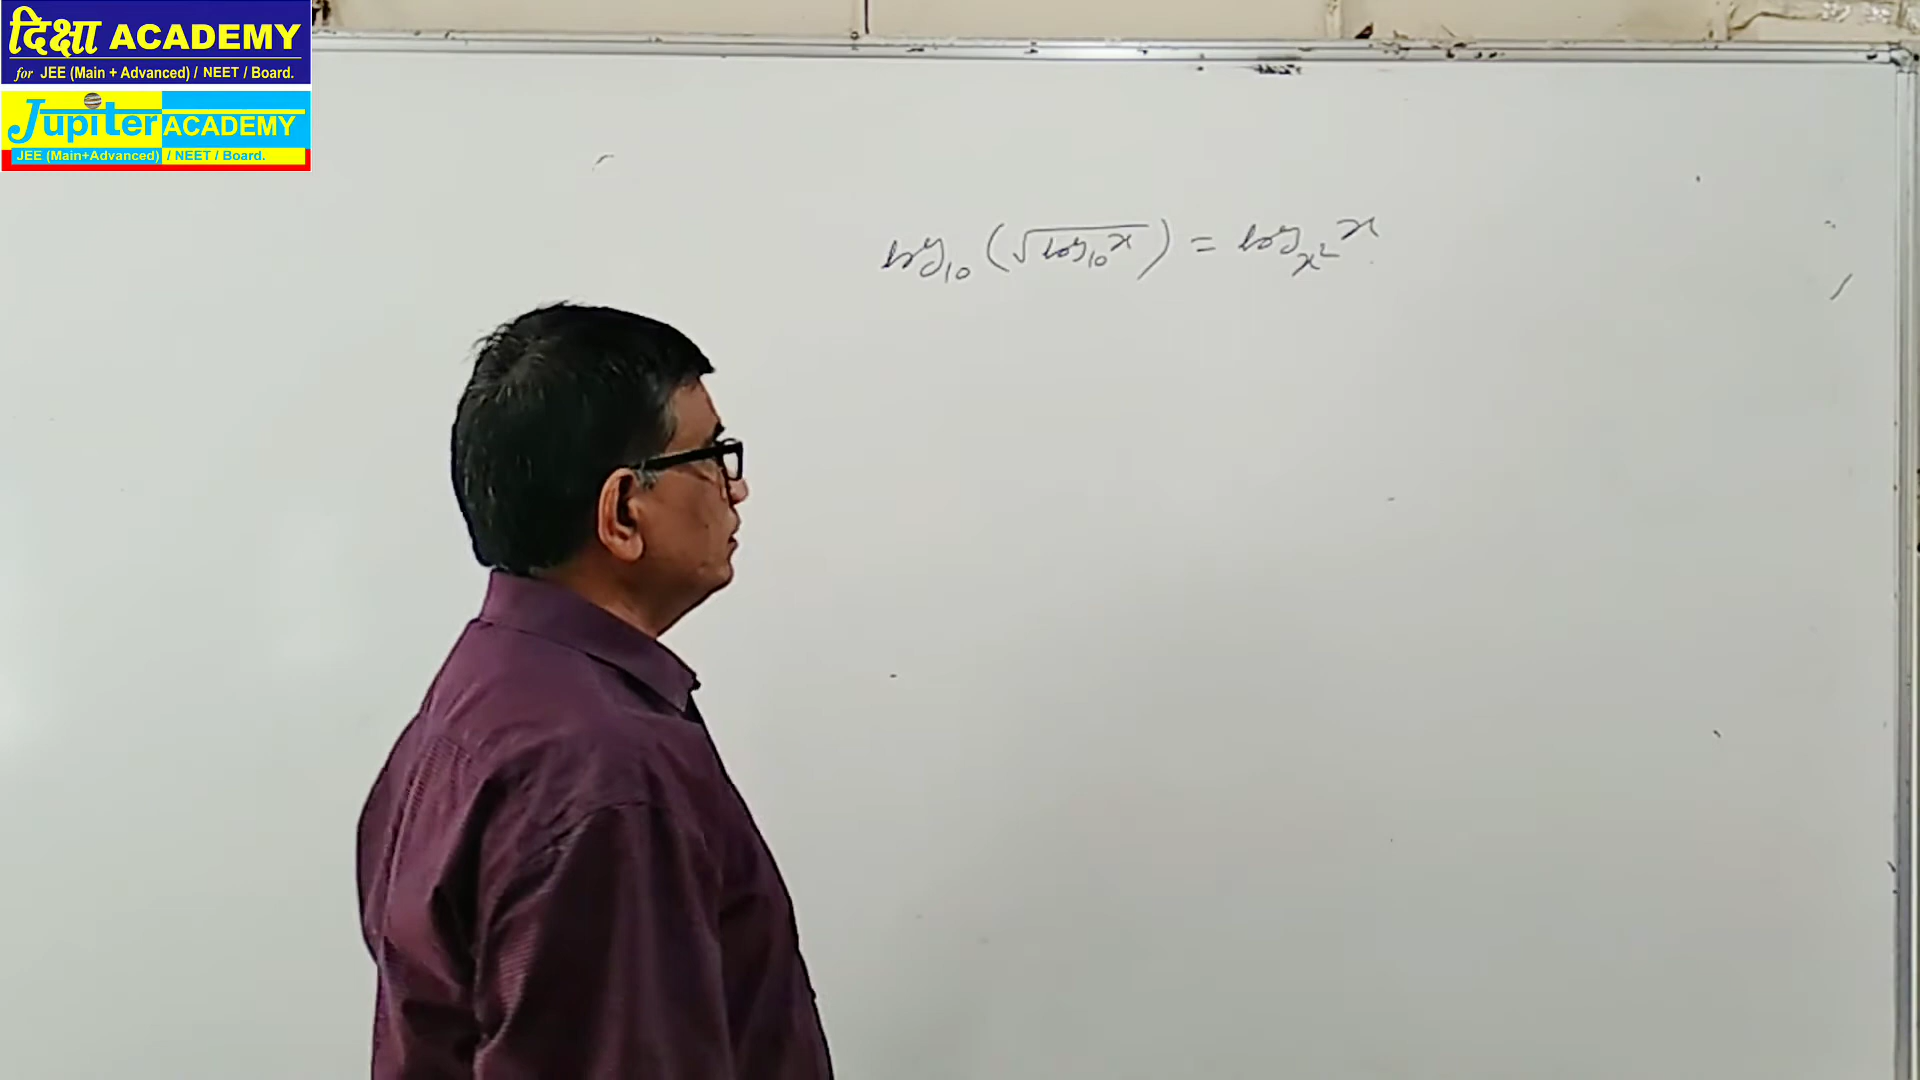 दिक्षा ACADEMY
for JEE (Main + Advanced) / NEET / Board.
Jupiter ACADEMY
JEE (Main+Advanced) / NEET / Board.
log₁₀(√(log₁₀x)) = log_{x²} x